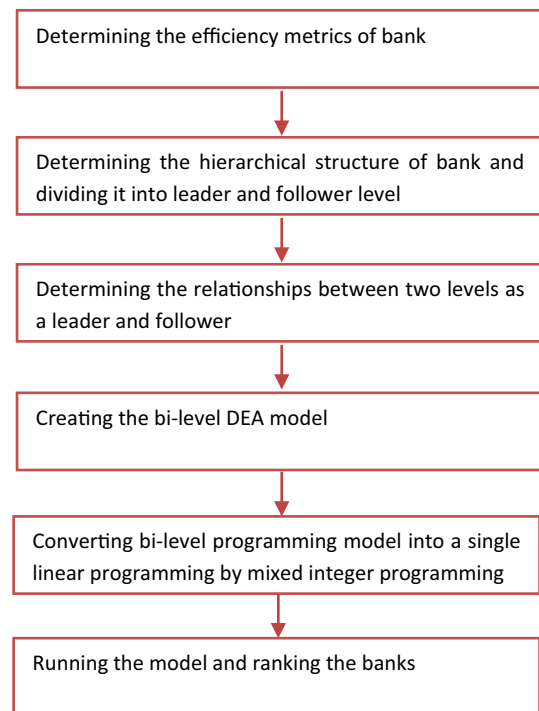 Determining the efficiency metrics of bank
Determining the hierarchical structure of bank and
dividing it into leader and follower level
Determining the relationships between two levels as
a leader and follower
Creating the bi-level DEA model
Converting bi-level programming model into a single
linear programming by mixed integer programming
Running the model and ranking the banks